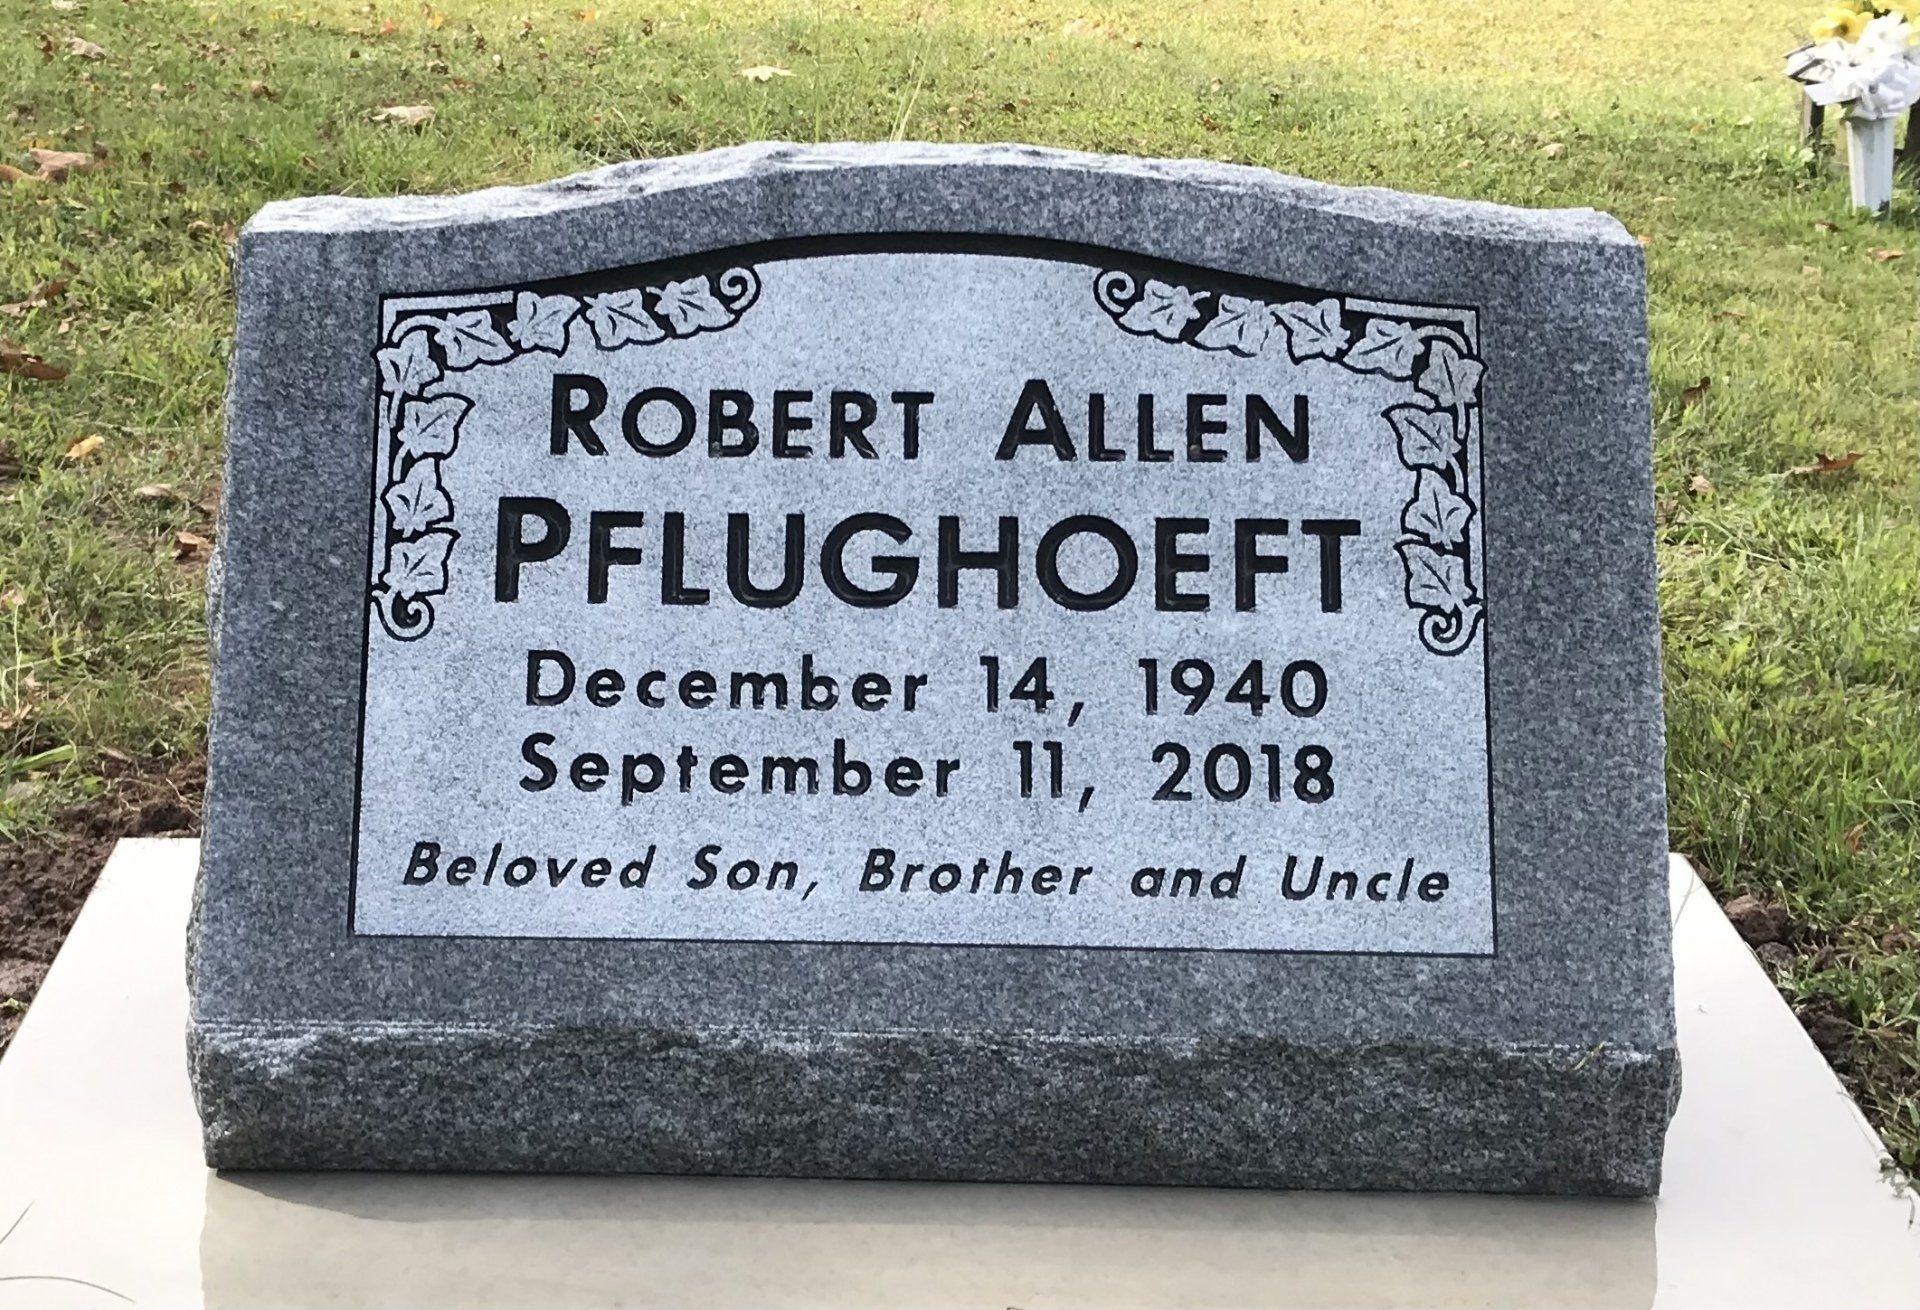 ROBERT ALLEN
PFLUGHOEFT
December 14, 1940
September 11, 2018
Beloved Son, Brother and Uncle